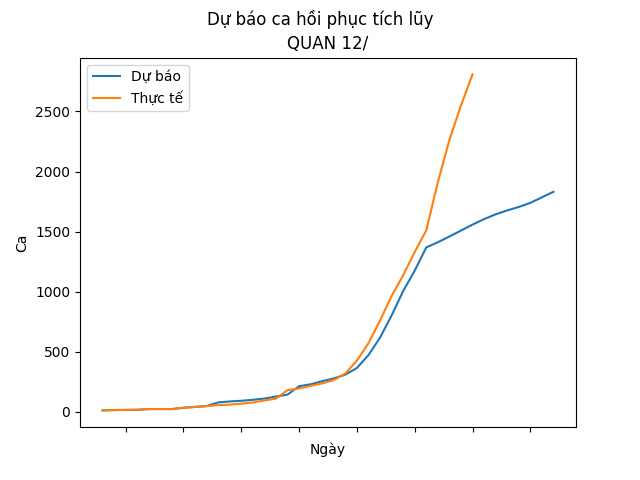 Dự báo ca hồi phục tích lũy
QUAN 12/
Dự báo
Thực tế
2500
2000
1500
1000
500
0
Ca
Ngày